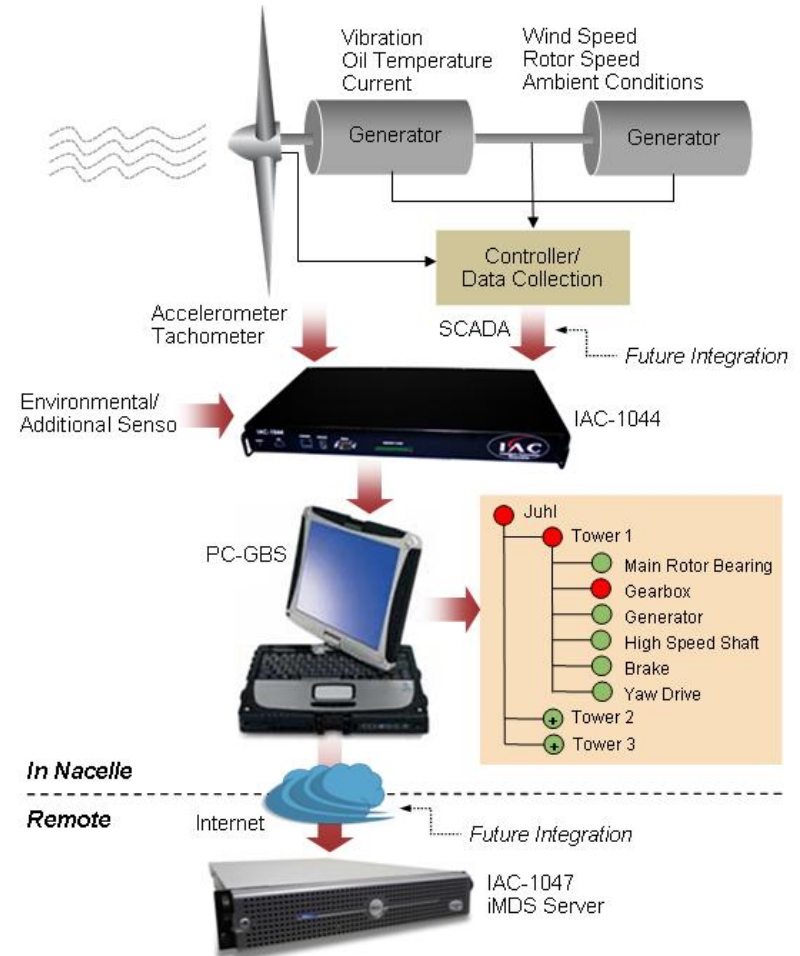 Vibration
Oil Temperature
Current
Wind Speed
Rotor Speed
Ambient Conditions
Generator
Generator
Controller/
Data Collection
Accelerometer
Tachometer
SCADA
Future Integration
Environmental/
Additional Senso
IAC-1044
IAC
IAC-1044
PC-GBS
Juhl
Tower 1
Main Rotor Bearing
Gearbox
Generator
High Speed Shaft
Brake
Yaw Drive
Tower 2
Tower 3
In Nacelle
Remote
Internet
Future Integration
IAC-1047
iMDS Server